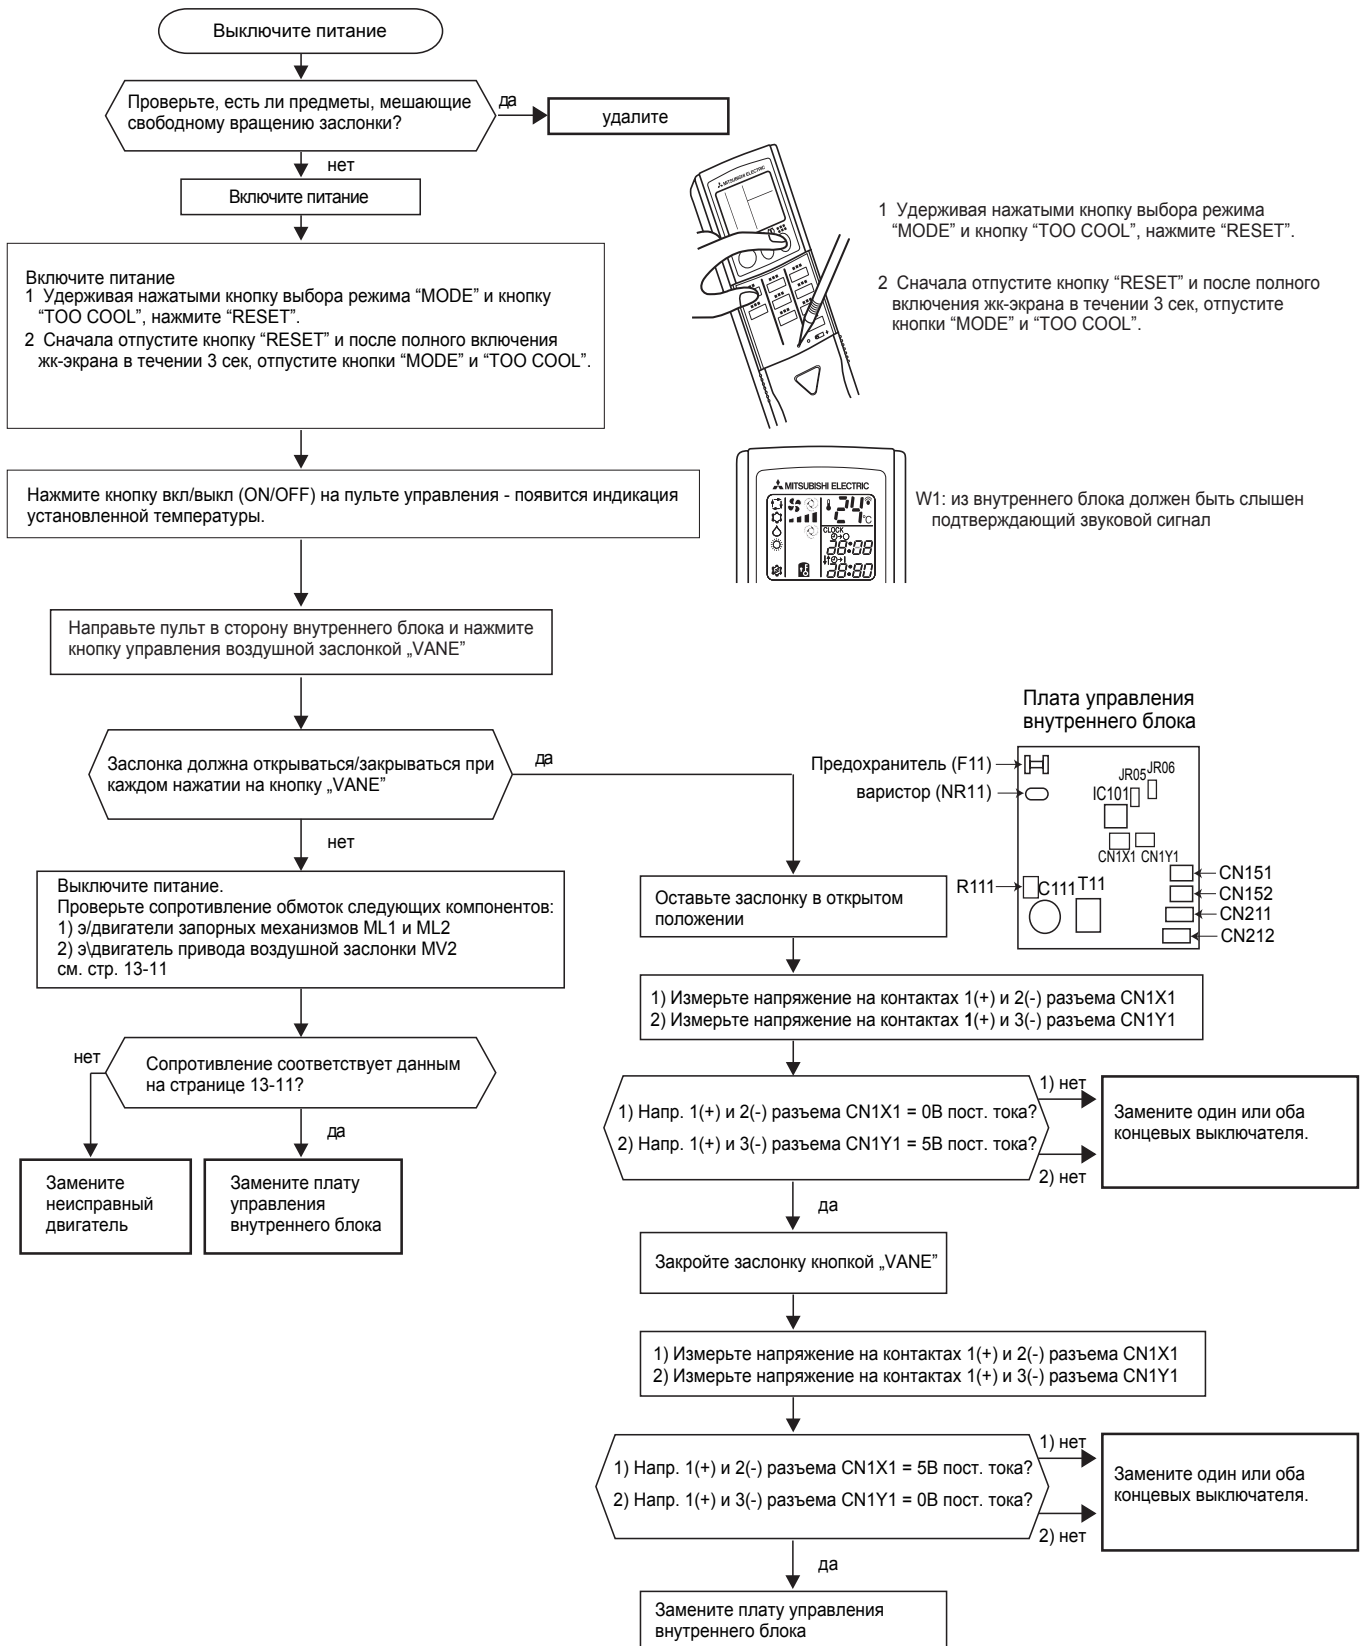 Выключите питание
Проверьте, есть ли предметы, мешающие
свободному вращению заслонки?
да
удалите
нет
Включите питание
Включите питание
1 Удерживая нажатыми кнопку выбора режима “MODE” и кнопку
“TOO COOL”, нажмите “RESET”.
2 Сначала отпустите кнопку “RESET” и после полного включения
жк-экрана в течении 3 сек, отпустите кнопки “MODE” и “TOO COOL”.
MITSUBISHI ELECTRIC
1 Удерживая нажатыми кнопку выбора режима
“MODE” и кнопку “TOO COOL”, нажмите “RESET”.
2 Сначала отпустите кнопку “RESET” и после полного
включения жк-экрана в течении 3 сек, отпустите
кнопки “MODE” и “TOO COOL”.
Нажмите кнопку вкл/выкл (ON/OFF) на пульте управления - появится индикация
установленной температуры.
MITSUBISHI ELECTRIC
24°C
CLOCK
28:08
28:80
W1: из внутреннего блока должен быть слышен
подтверждающий звуковой сигнал
Направьте пульт в сторону внутреннего блока и нажмите
кнопку управления воздушной заслонкой „VANE”
Заслонка должна открываться/закрываться при
каждом нажатии на кнопку „VANE”
да
нет
Плата управления
внутреннего блока
Предохранитель (F11)
варистор (NR11)
JR05
JR06
IC101
CN1X1
CN1Y1
R111
C111
T11
CN151
CN152
CN211
CN212
Выключите питание.
Проверьте сопротивление обмоток следующих компонентов:
1) э/двигатели запорных механизмов ML1 и ML2
2) э\двигатель привода воздушной заслонки MV2
см. стр. 13-11
нет
Сопротивление соответствует данным
на странице 13-11?
да
Замените
неисправный
двигатель
Замените плату
управления
внутреннего блока
Оставьте заслонку в открытом
положении
1) Измерьте напряжение на контактах 1(+) и 2(-) разъема CN1X1
2) Измерьте напряжение на контактах 1(+) и 3(-) разъема CN1Y1
1) Напр. 1(+) и 2(-) разъема CN1X1 = 0В пост. тока?
2) Напр. 1(+) и 3(-) разъема CN1Y1 = 5В пост. тока?
1) нет
2) нет
Замените один или оба
концевых выключателя.
да
Закройте заслонку кнопкой „VANE”
1) Измерьте напряжение на контактах 1(+) и 2(-) разъема CN1X1
2) Измерьте напряжение на контактах 1(+) и 3(-) разъема CN1Y1
1) Напр. 1(+) и 2(-) разъема CN1X1 = 5В пост. тока?
2) Напр. 1(+) и 3(-) разъема CN1Y1 = 0В пост. тока?
1) нет
2) нет
Замените один или оба
концевых выключателя.
да
Замените плату управления
внутреннего блока